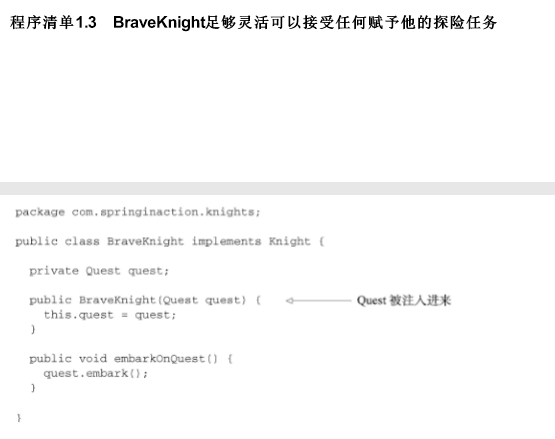 程序清单1.3 BraveKnight足够灵活可以接受任何赋予他的探险任务
package com.springinaction.knights;
public class BraveKnight implements Knight {
private Quest quest;
public BraveKnight(Quest quest) { Quest 被注入进来
this.quest = quest;
}
public void embarkOnQuest() {
quest.embark();
}
}